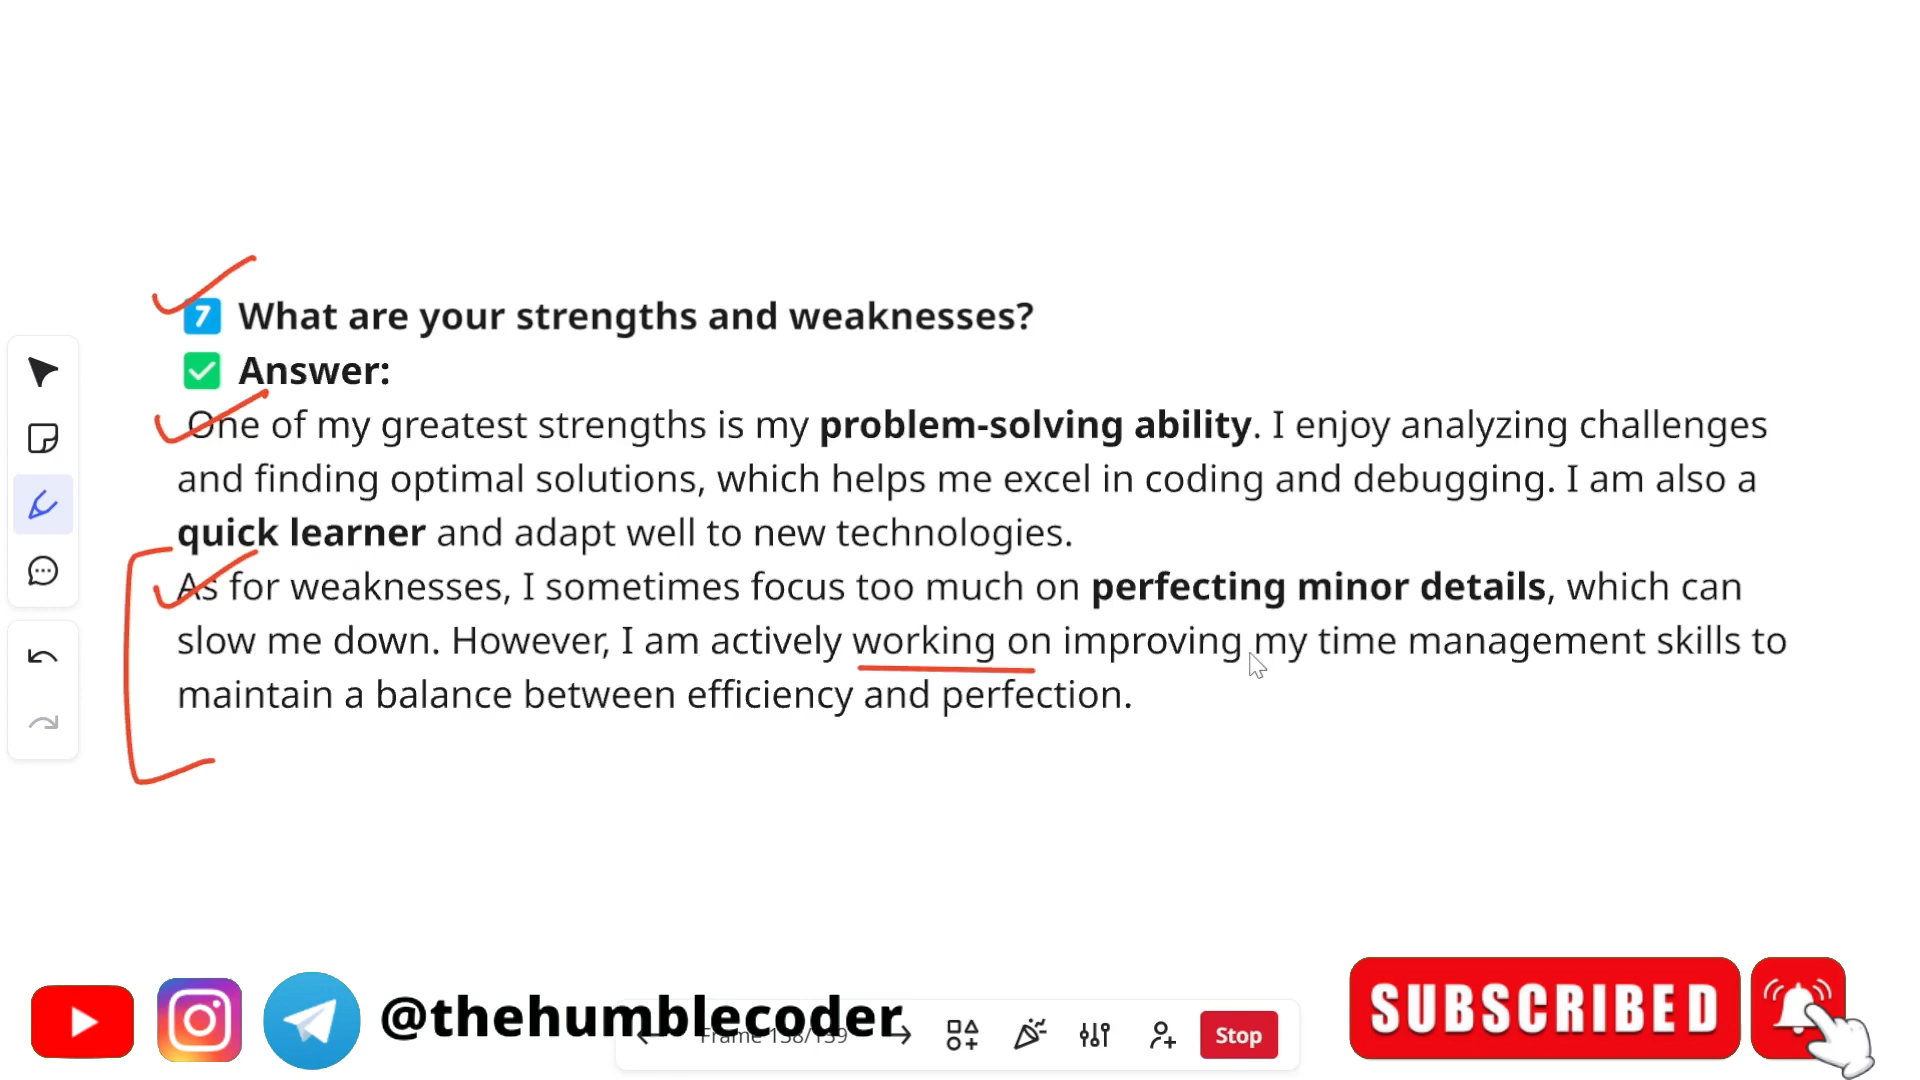 7 What are your strengths and weaknesses?
Answer:
One of my greatest strengths is my problem-solving ability. I enjoy analyzing challenges
and finding optimal solutions, which helps me excel in coding and debugging. I am also a
quick learner and adapt well to new technologies.
As for weaknesses, I sometimes focus too much on perfecting minor details, which can
slow me down. However, I am actively working on improving my time management skills to
maintain a balance between efficiency and perfection.
@thehumblecoder
Frame 138/139
Stop
SUBSCRIBED